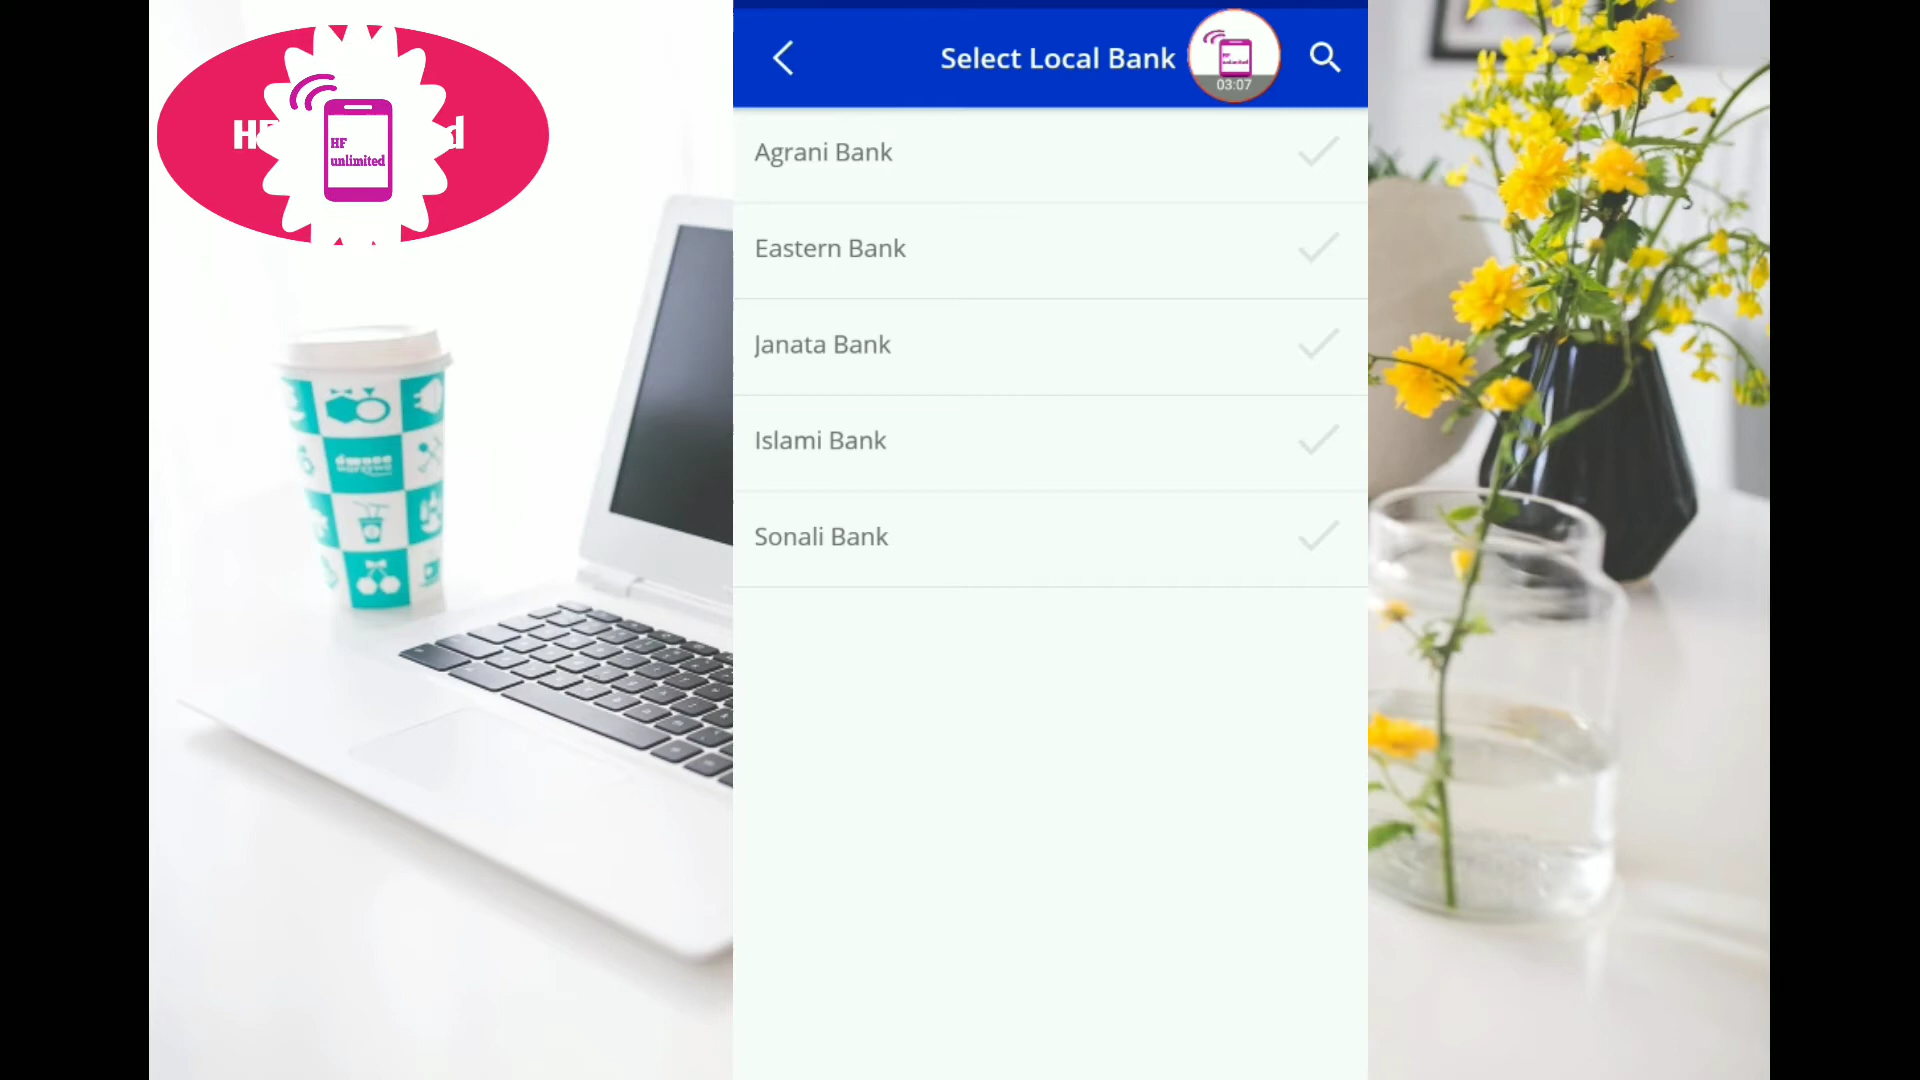 HF
unlimited
Select Local Bank
03:07
Agrani Bank
Eastern Bank
Janata Bank
Islami Bank
Sonali Bank